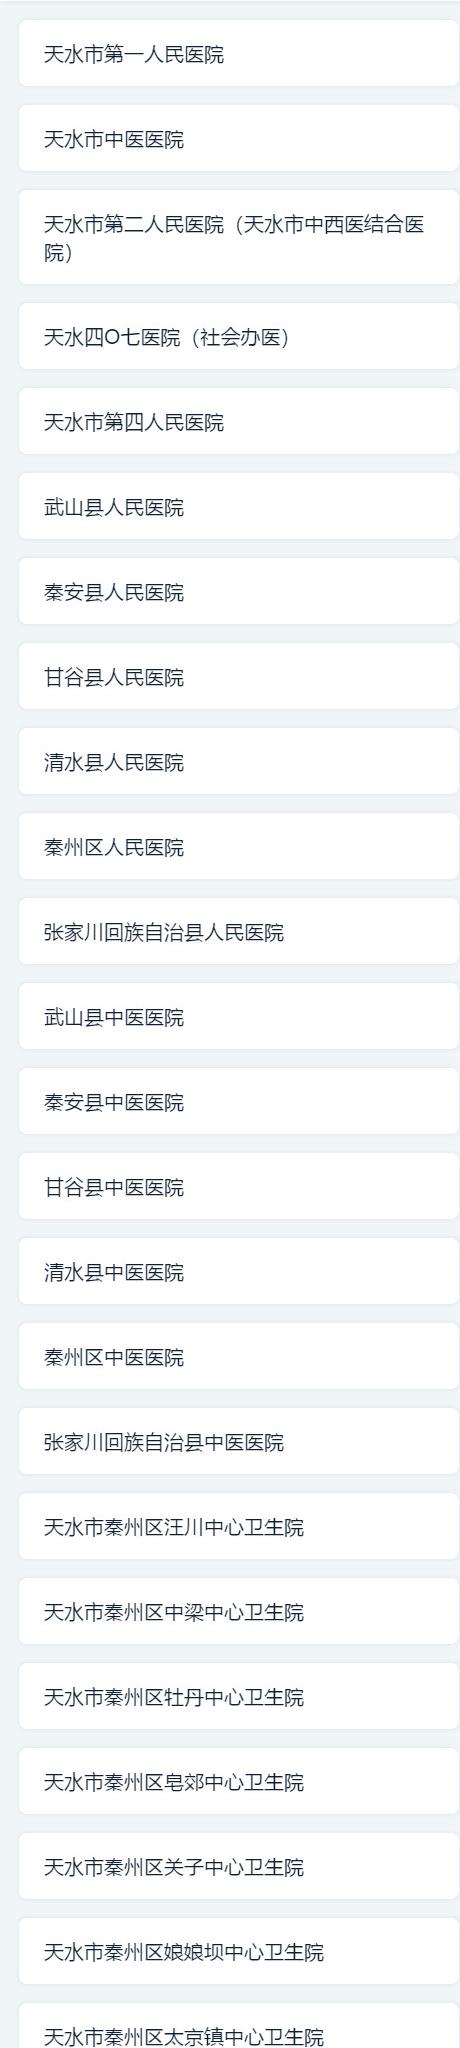 天水市第一人民医院
天水市中医医院
天水市第二人民医院（天水市中西医结合医
院）
天水四O七医院（社会办医）
天水市第四人民医院
武山县人民医院
秦安县人民医院
甘谷县人民医院
清水县人民医院
秦州区人民医院
张家川回族自治县人民医院
武山县中医医院
秦安县中医医院
甘谷县中医医院
清水县中医医院
秦州区中医医院
张家川回族自治县中医医院
天水市秦州区汪川中心卫生院
天水市秦州区中梁中心卫生院
天水市秦州区牡丹中心卫生院
天水市秦州区皂郊中心卫生院
天水市秦州区关子中心卫生院
天水市秦州区娘娘坝中心卫生院
天水市秦州区太京镇中心卫生院